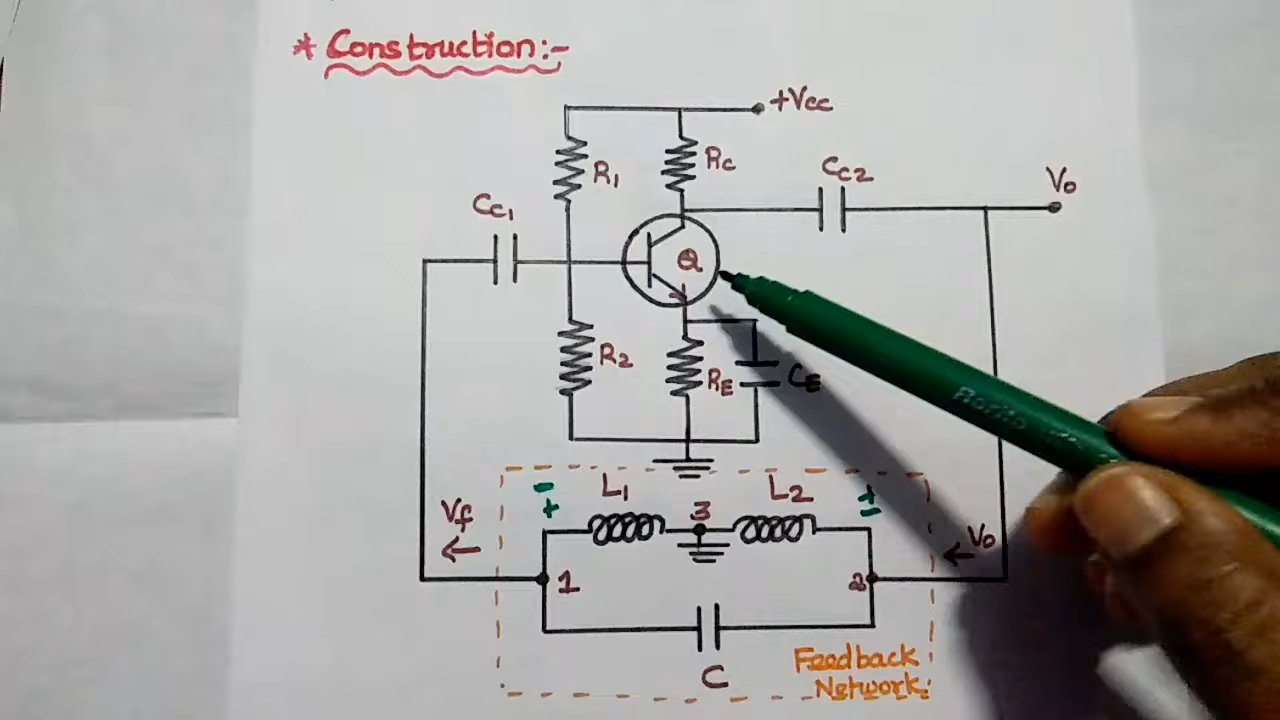 * Construction:-
+Vcc
R1
RC
CC2
Vo
CC1
Q
R2
RE
CE
L1
L2
- +
+ -
3
Vf
Vo
1
2
C
Feedback
Network